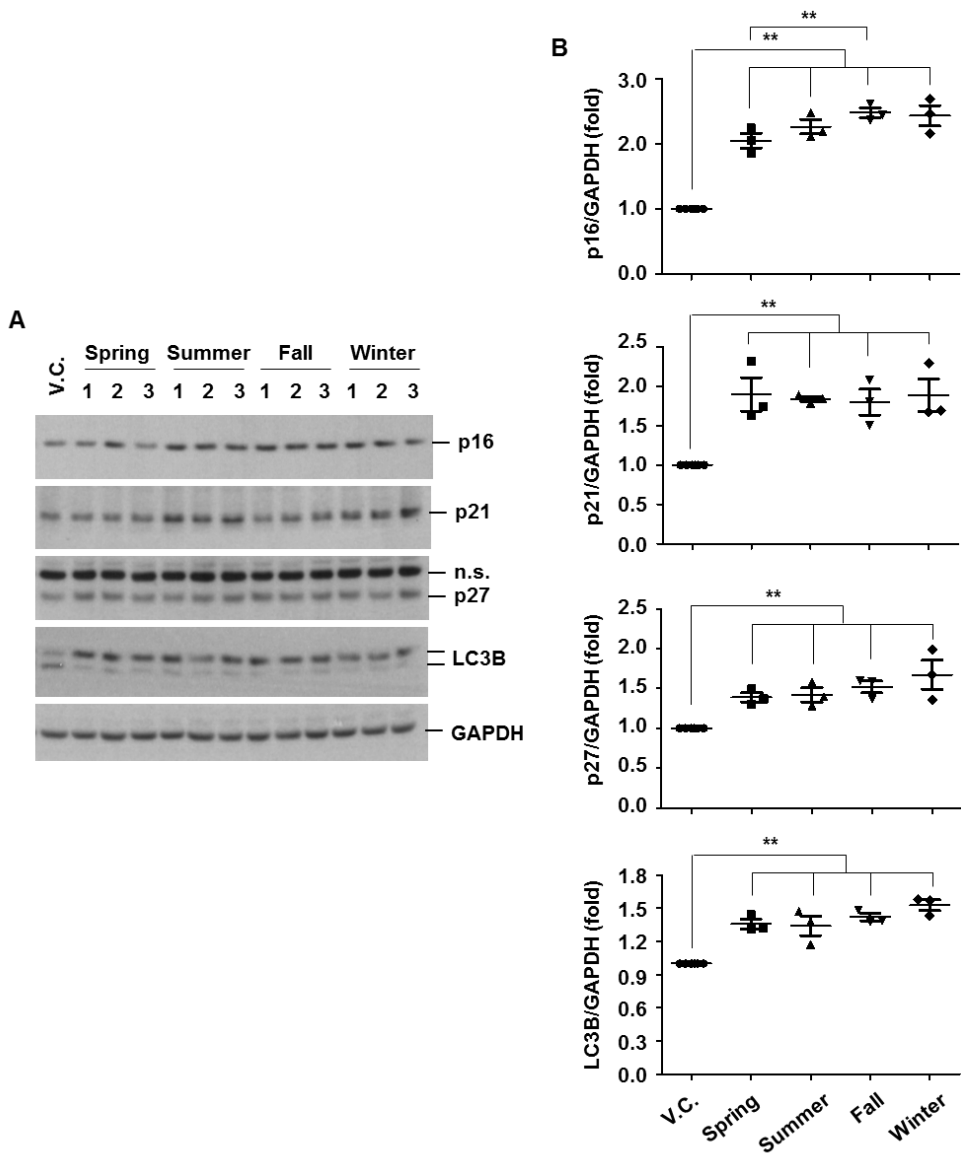 A
V.C.
Spring Summer Fall Winter
1 2 3 1 2 3 1 2 3 1 2 3
p16
p21
n.s.
p27
LC3B
GAPDH
B
**
**
p16/GAPDH (fold)
3.0
2.0
1.0
0.0
**
p21/GAPDH (fold)
2.5
2.0
1.5
1.0
0.5
0.0
**
p27/GAPDH (fold)
2.5
2.0
1.5
1.0
0.5
0.0
**
LC3B/GAPDH (fold)
1.8
1.5
1.2
0.9
0.6
0.3
0.0
V.C. Spring Summer Fall Winter